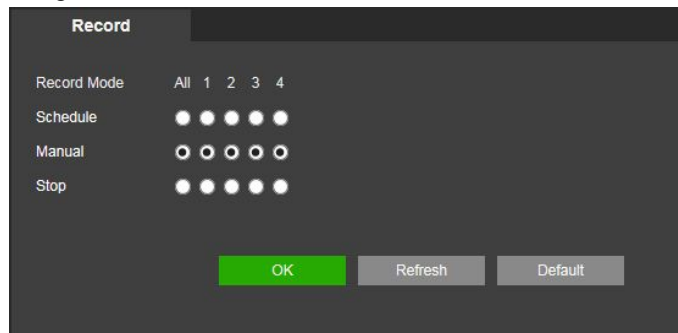 Record
Record Mode All 1 2 3 4
Schedule
Manual
Stop
OK Refresh Default